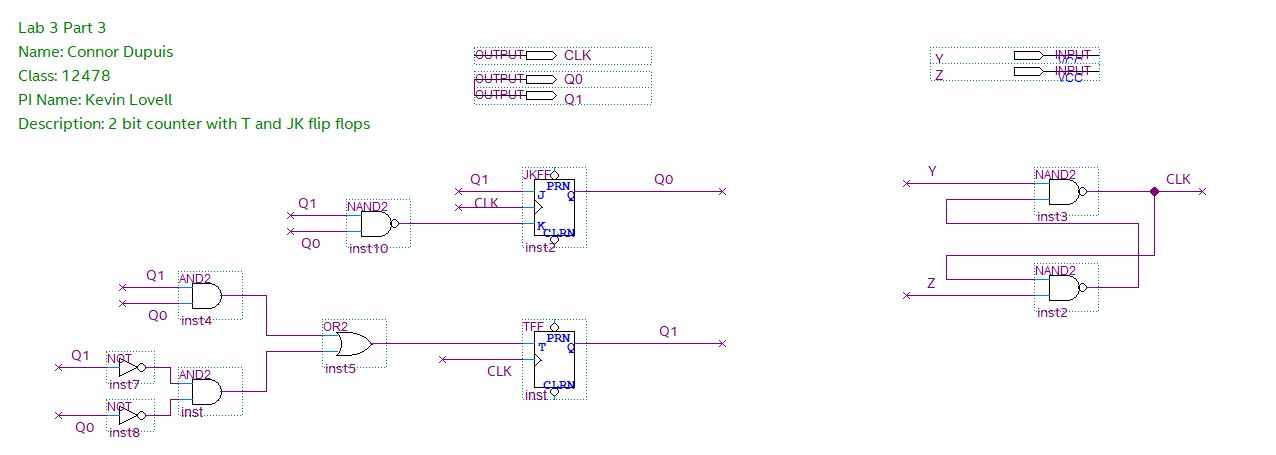 Lab 3 Part 3
Name: Connor Dupuis
Class: 12478
PI Name: Kevin Lovell
Description: 2 bit counter with T and JK flip flops
OUTPUT CLK
OUTPUT Q0
OUTPUT Q1
Y INPUT
VCC
Z INPUT
VCC
Q1
Q0
NAND2
inst10
Q1
CLK
JKFF
PRN
J Q
K
CLRN
inst2
Q0
Q1
Q0
AND2
inst4
Q1
NOT
inst7
Q0
NOT
inst8
AND2
inst
OR2
inst5
CLK
TFF
PRN
T Q
CLRN
inst
Q1
Y
NAND2
inst3
CLK
Z
NAND2
inst2